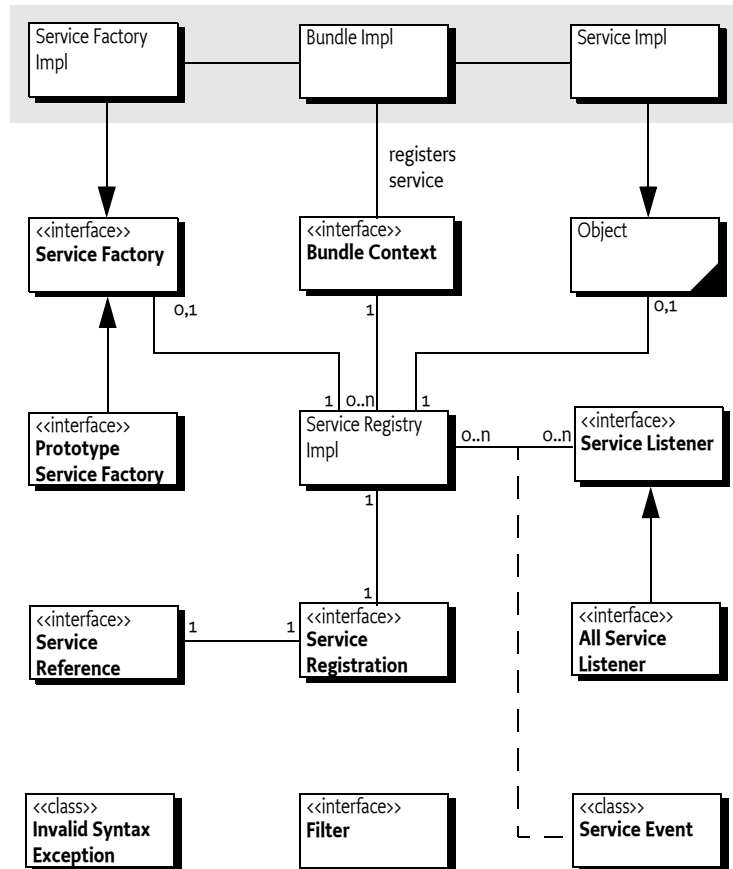 Service Factory
Impl
Bundle Impl
Service Impl
registers
service
<<interface>>
Service Factory
<<interface>>
Bundle Context
Object
0,1
1
0,1
1
0..n
1
<<interface>>
Prototype
Service Factory
Service Registry
Impl
0..n
0..n
<<interface>>
Service Listener
1
1
<<interface>>
Service
Reference
1
1
<<interface>>
Service
Registration
<<interface>>
All Service
Listener
<<class>>
Invalid Syntax
Exception
<<interface>>
Filter
<<class>>
Service Event